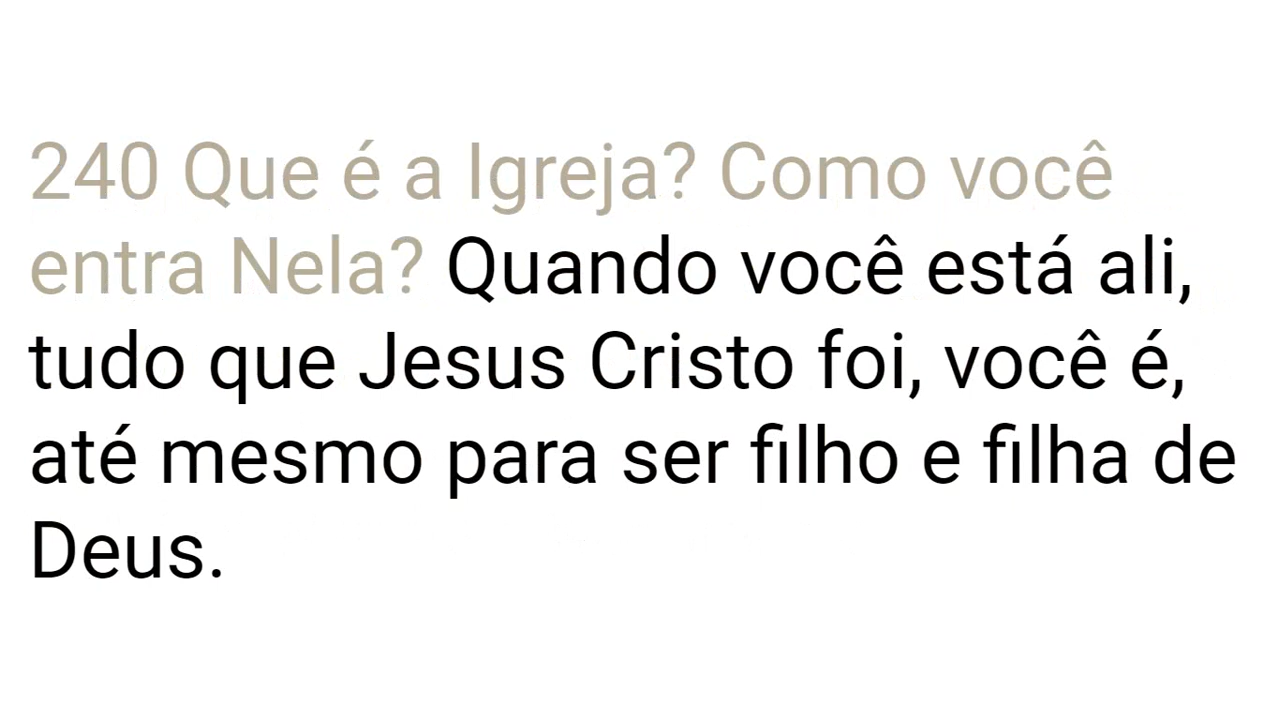 240 Que é a Igreja? Como você
entra Nela? Quando você está ali,
tudo que Jesus Cristo foi, você é,
até mesmo para ser filho e filha de
Deus.